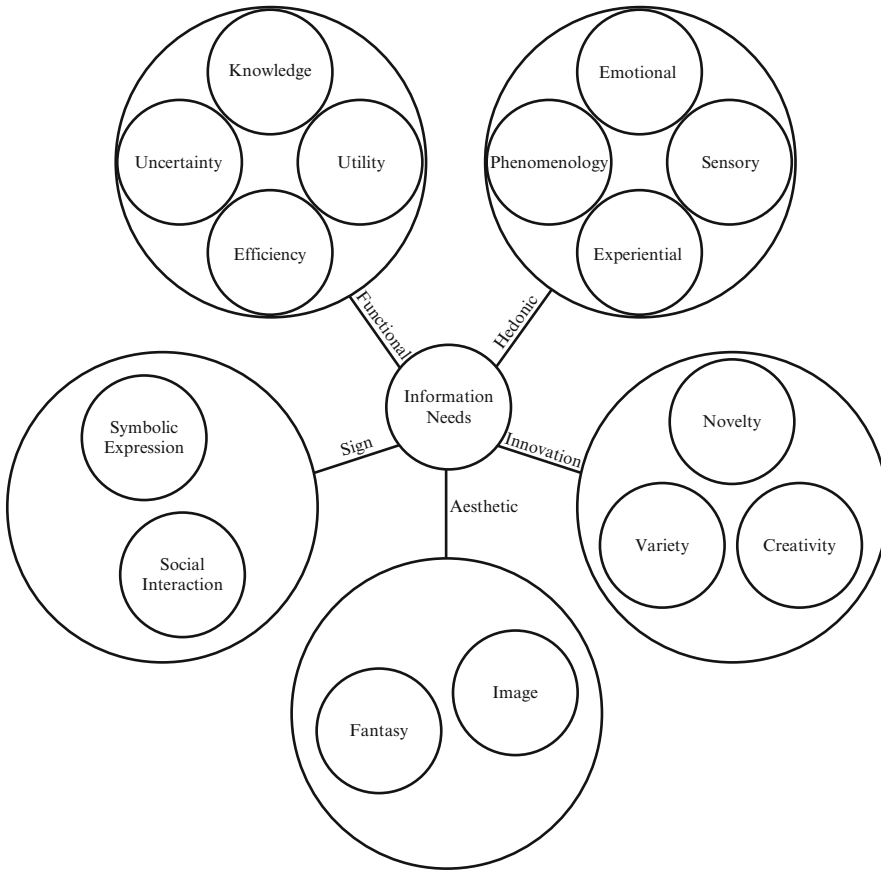 Knowledge
Uncertainty
Utility
Efficiency
Emotional
Phenomenology
Sensory
Experiential
Functional
Hedonic
Information
Needs
Sign
Innovation
Aesthetic
Symbolic
Expression
Social
Interaction
Novelty
Variety
Creativity
Image
Fantasy